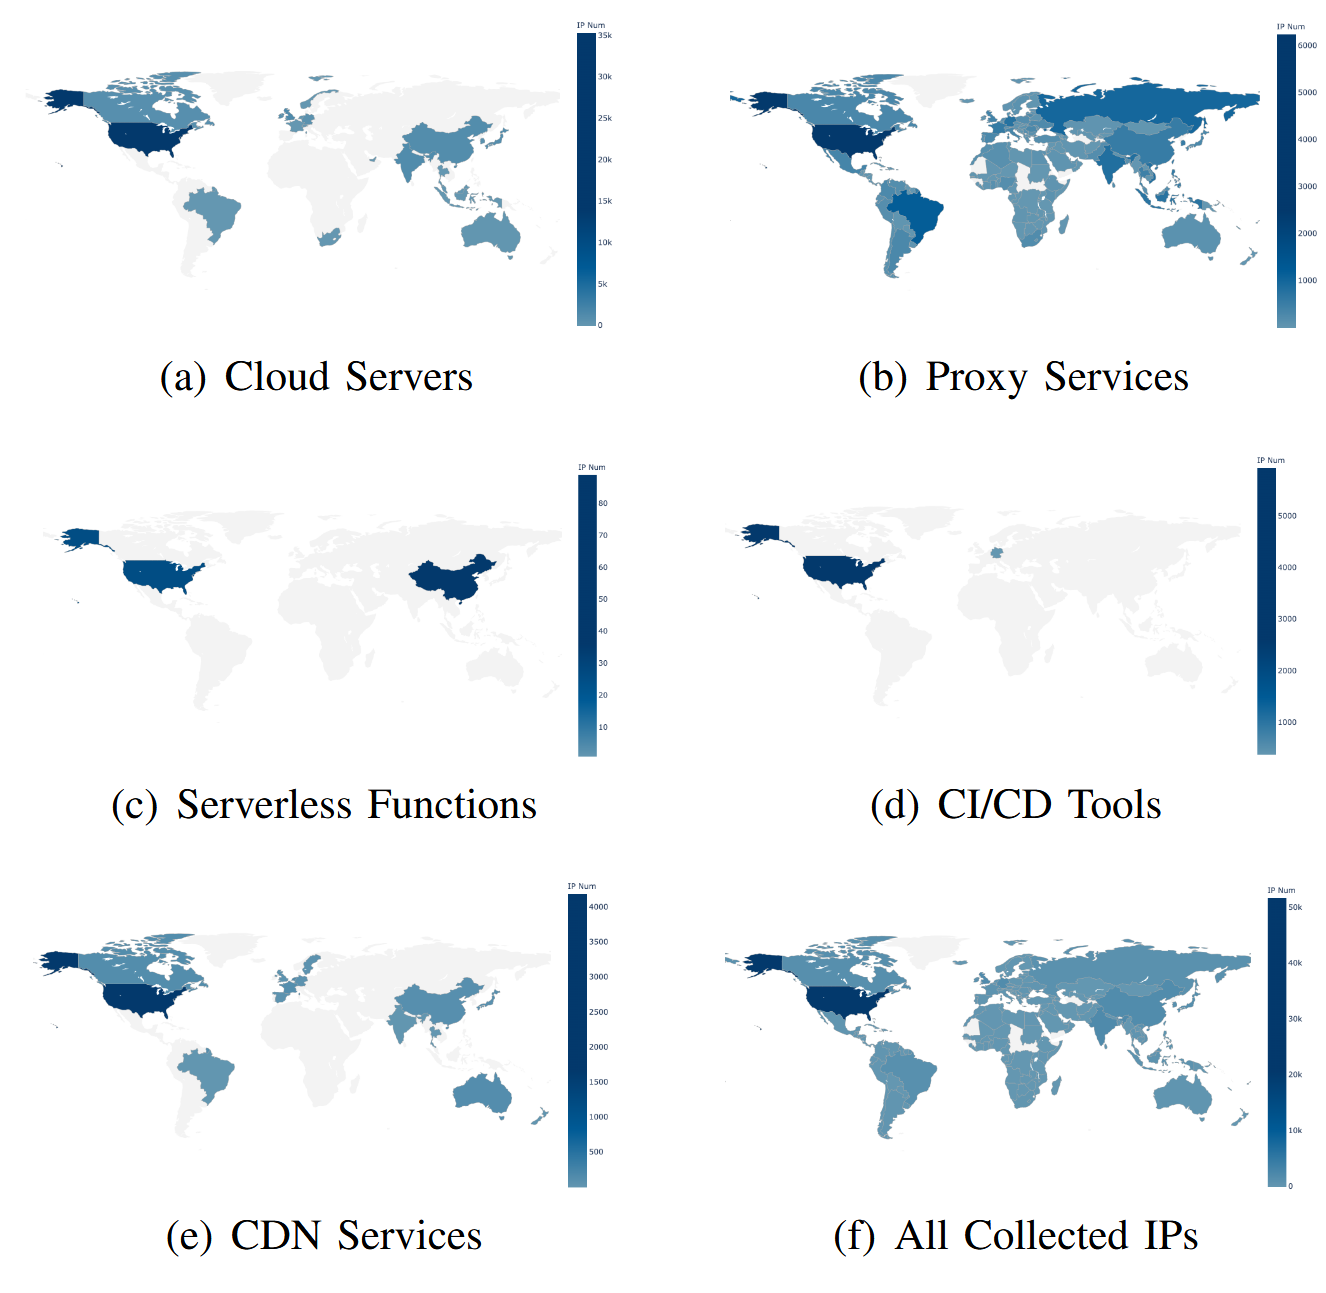 IP Num
35k
30k
25k
20k
15k
10k
5k
0
(a) Cloud Servers
IP Num
6000
5000
4000
3000
2000
1000
(b) Proxy Services
IP Num
80
70
60
50
40
30
20
10
(c) Serverless Functions
IP Num
5000
4000
3000
2000
1000
(d) CI/CD Tools
IP Num
4000
3500
3000
2500
2000
1500
1000
500
(e) CDN Services
IP Num
50k
40k
30k
20k
10k
0
(f) All Collected IPs